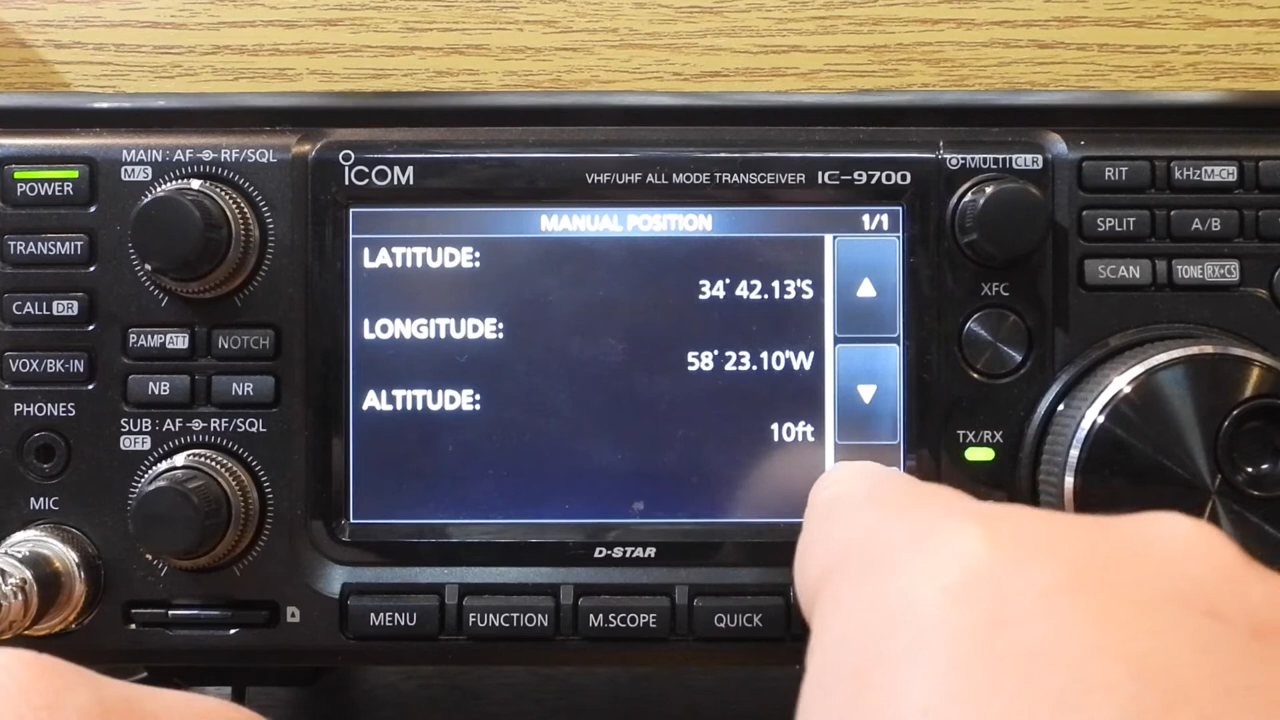 MAIN : AF RF/SQL
M/S
POWER
TRANSMIT
CALL DR
VOX/BK-IN
P.AMP ATT
NOTCH
NB
NR
PHONES
SUB : AF RF/SQL
OFF
MIC
ICOM
VHF/UHF ALL MODE TRANSCEIVER IC-9700
MANUAL POSITION 1/1
LATITUDE:
34° 42.13'S
LONGITUDE:
58° 23.10'W
ALTITUDE:
10ft
D-STAR
MENU
FUNCTION
M.SCOPE
QUICK
MULTI CLR
XFC
TX/RX
RIT
kHz M-CH
SPLIT
A/B
SCAN
TONE RX+CS